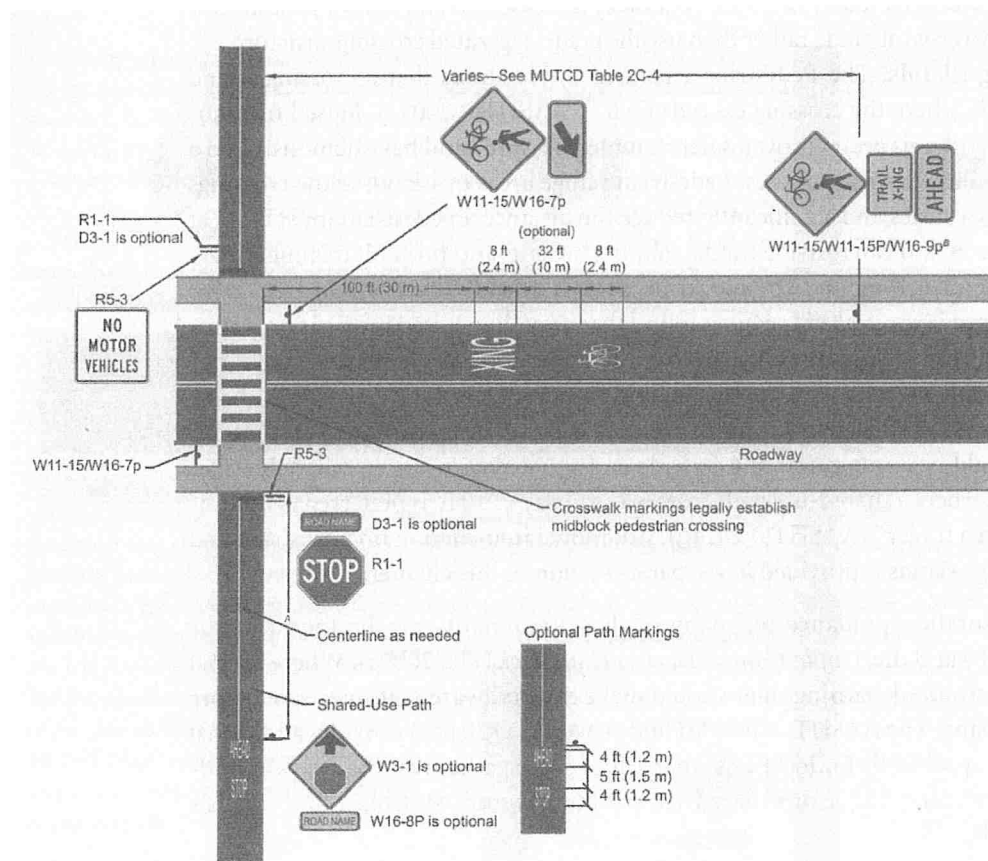 Varies—See MUTCD Table 2C-4
W11-15/W16-7p
TRAIL
X-ING
AHEAD
W11-15/W11-15P/W16-9p
R1-1
D3-1 is optional
(optional)
8 ft
(2.4 m)
32 ft
(10 m)
8 ft
(2.4 m)
R5-3
100 ft (30 m)
NO
MOTOR
VEHICLES
XING
W11-15/W16-7p
R5-3
Roadway
Crosswalk markings legally establish
midblock pedestrian crossing
ROAD NAME
D3-1 is optional
STOP
R1-1
A
Centerline as needed
Optional Path Markings
Shared-Use Path
AHEAD
STOP
W3-1 is optional
ROAD NAME
W16-8P is optional
AHEAD
STOP
4 ft (1.2 m)
5 ft (1.5 m)
4 ft (1.2 m)